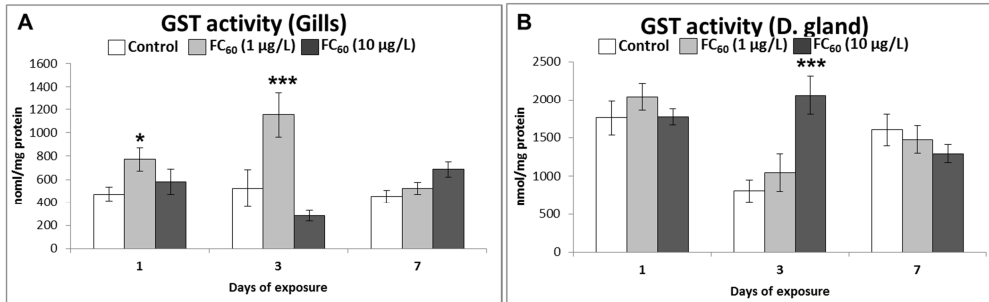 A
GST activity (Gills)
Control FC60 (1 µg/L) FC60 (10 µg/L)
1600
1400
1200
1000
800
600
400
200
0
noml/mg protein
*
***
1 3 7
Days of exposure
B
GST activity (D. gland)
Control FC60 (1 µg/L) FC60 (10 µg/L)
2500
2000
1500
1000
500
0
nmol/mg protein
***
1 3 7
Days of exposure